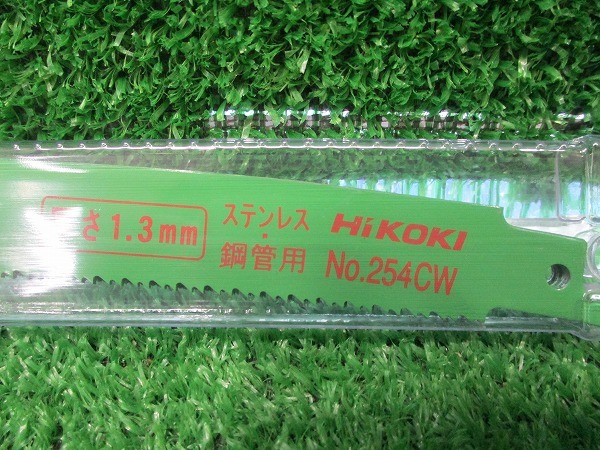 さ1.3mm
ステンレス・
鋼管用
HiKOKI
No.254CW